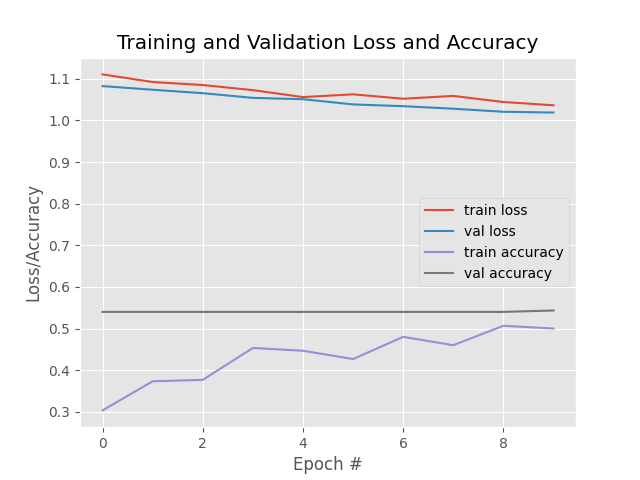 Training and Validation Loss and Accuracy
Loss/Accuracy
1.1
1.0
0.9
0.8
0.7
0.6
0.5
0.4
0.3
train loss
val loss
train accuracy
val accuracy
0 2 4 6 8
Epoch #